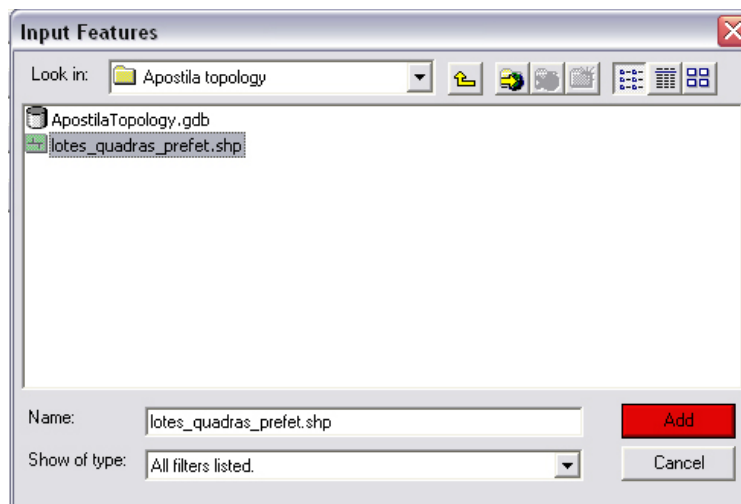 Input Features
Look in: Apostila topology
ApostilaTopology.gdb
lotes_quadras_prefet.shp
Name: lotes_quadras_prefet.shp Add
Show of type: All filters listed. Cancel